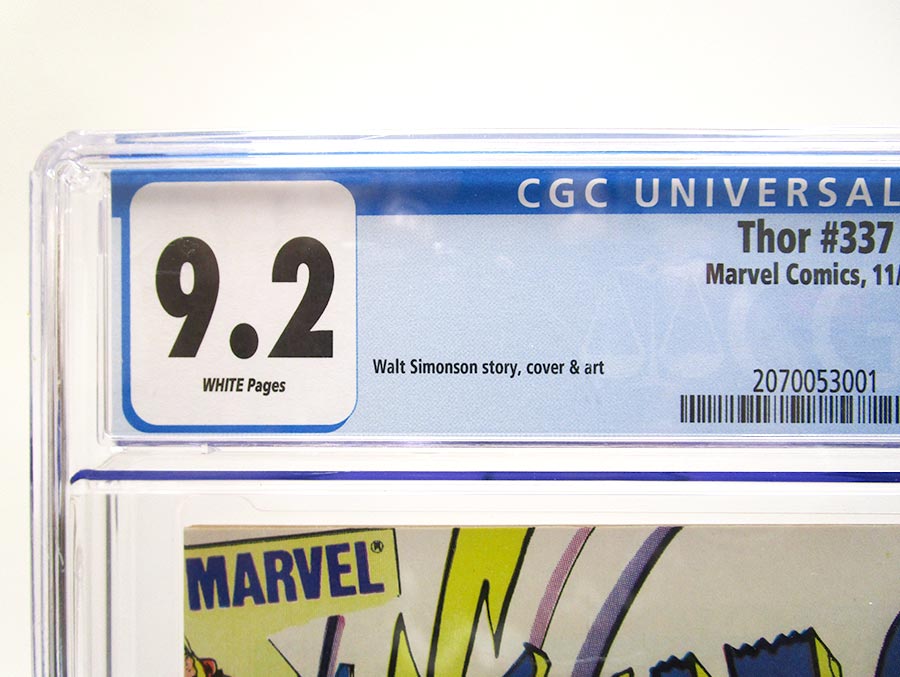 CGC UNIVERSAL
9.2
WHITE Pages
Thor #337
Marvel Comics, 11/
Walt Simonson story, cover & art
2070053001
MARVEL®